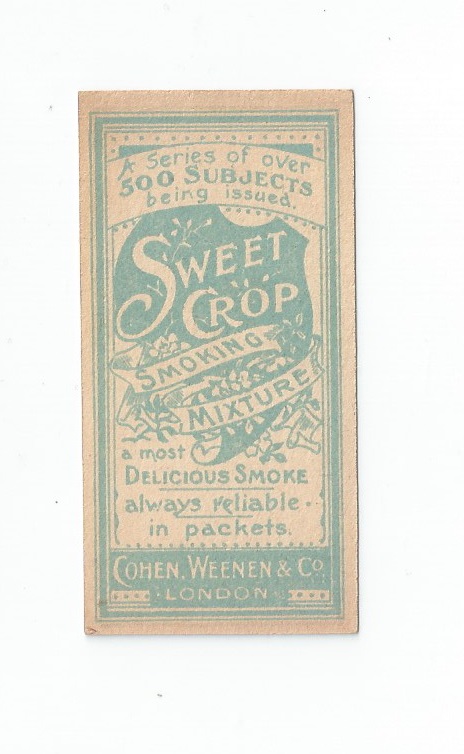 A Series of over
500 SUBJECTS
being issued.
SWEET
CROP
SMOKING
MIXTURE
a most
DELICIOUS SMOKE
always reliable
in packets.
COHEN, WEENEN & Co
LONDON